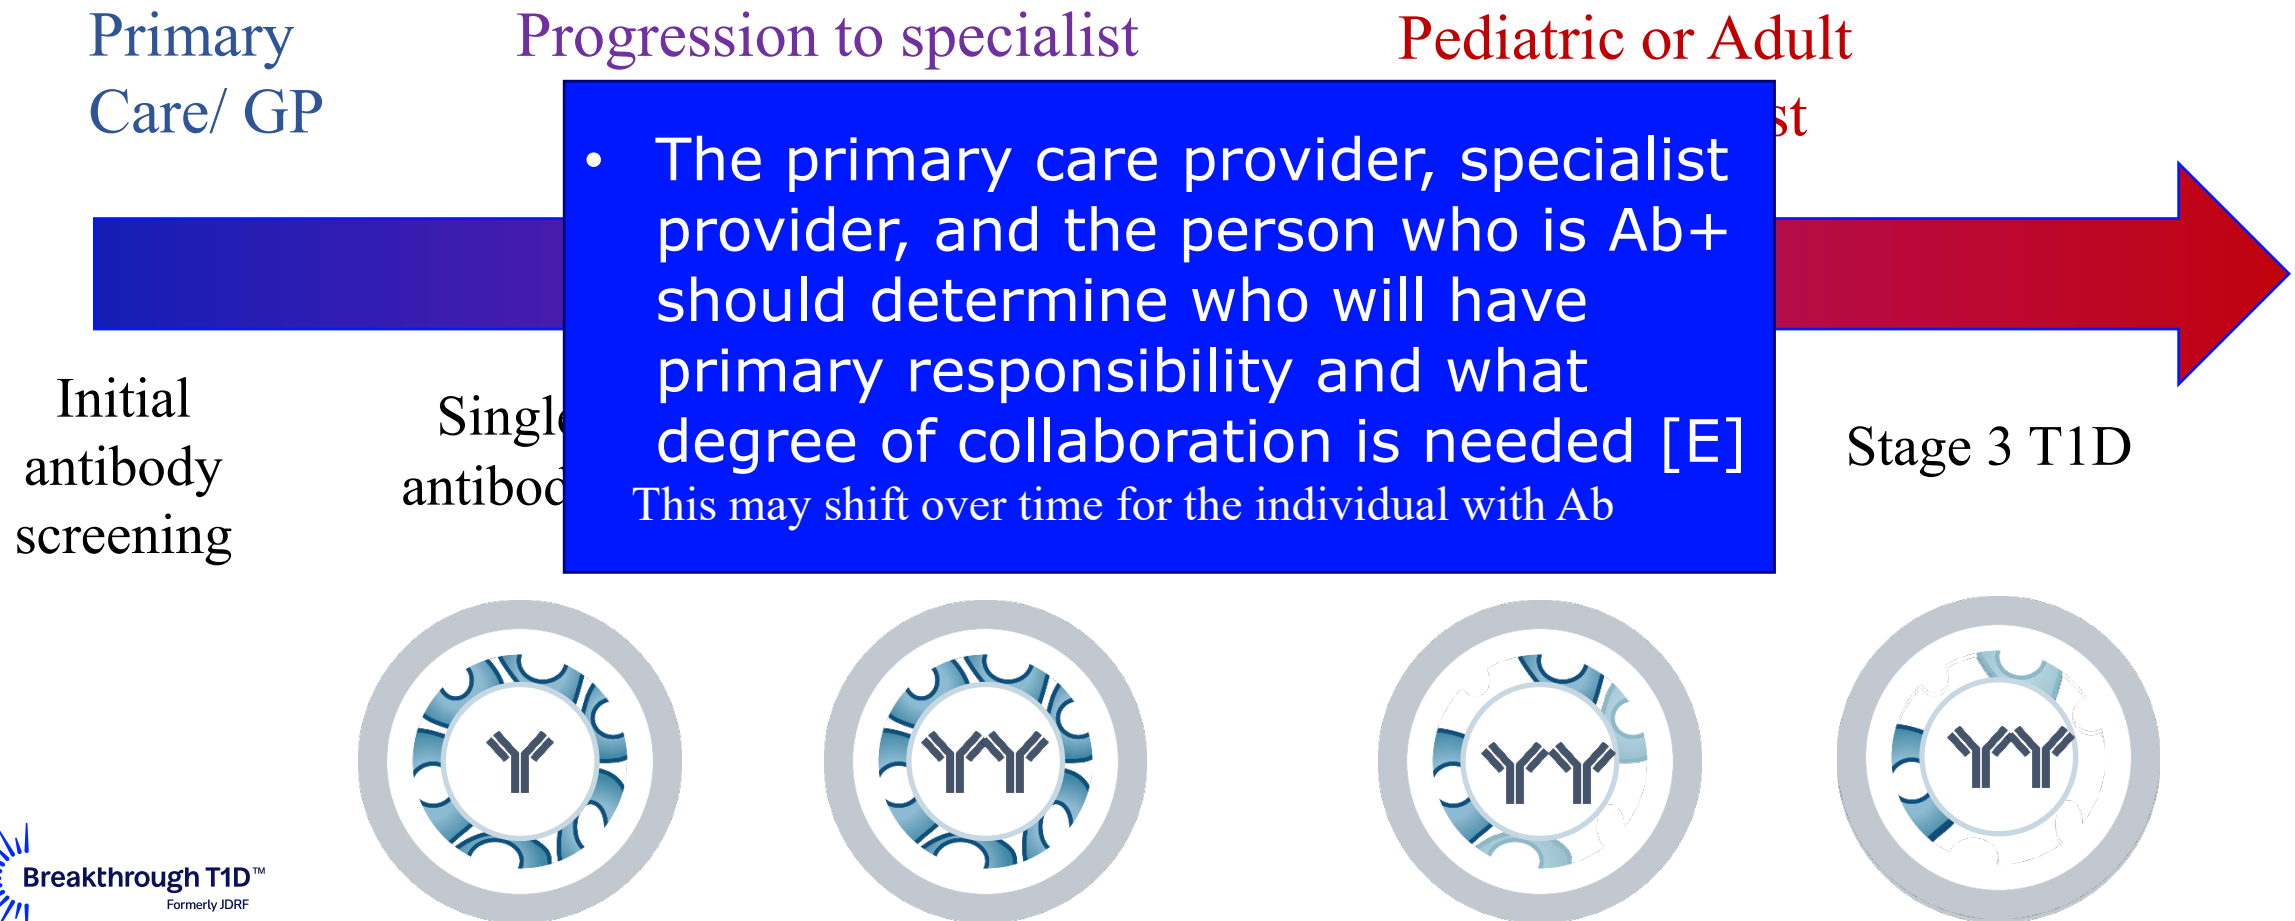 Primary
Care/ GP
Progression to specialist
Pediatric or Adult
st
• The primary care provider, specialist
provider, and the person who is Ab+
should determine who will have
primary responsibility and what
degree of collaboration is needed [E]
This may shift over time for the individual with Ab
Initial
antibody
screening
Single
antibod
Stage 3 T1D
Breakthrough T1D™
Formerly JDRF